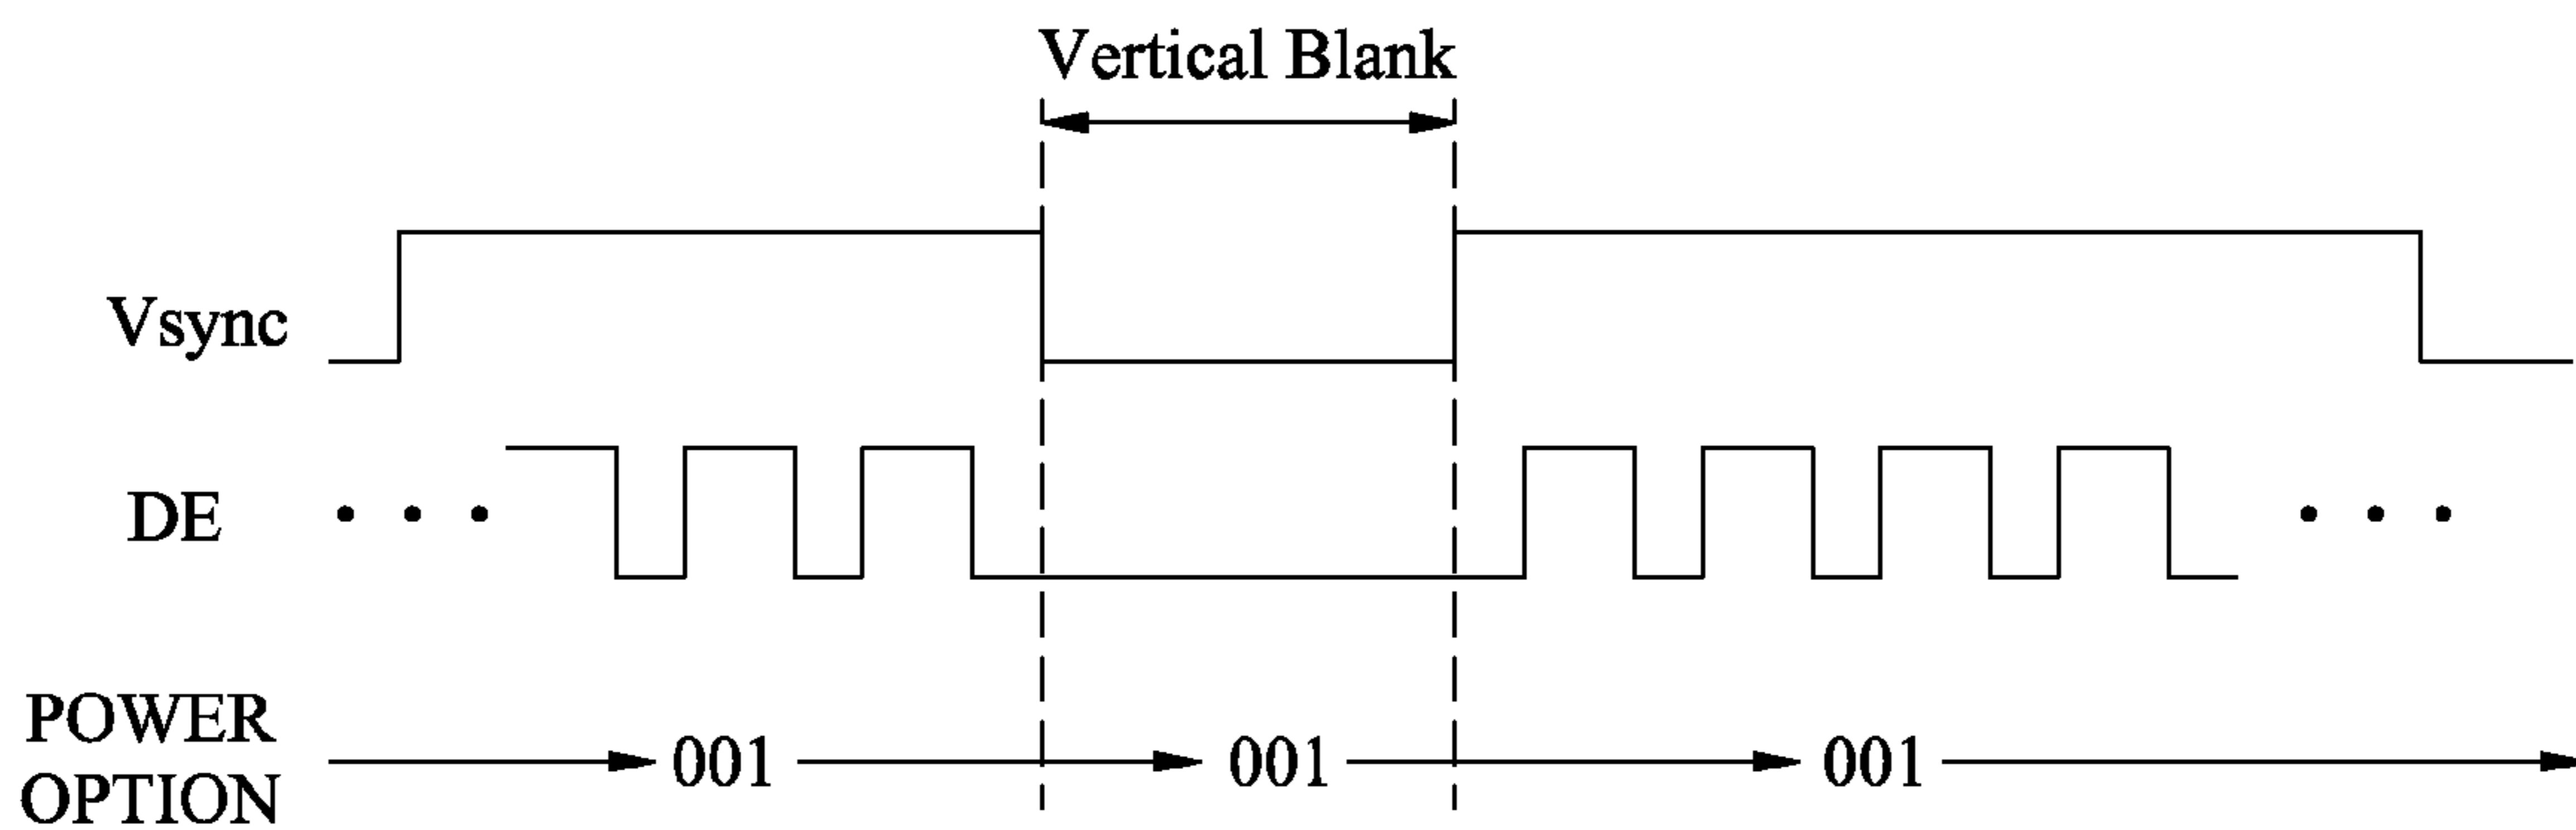 Vertical Blank
Vsync
DE
POWER
OPTION
001
001
001